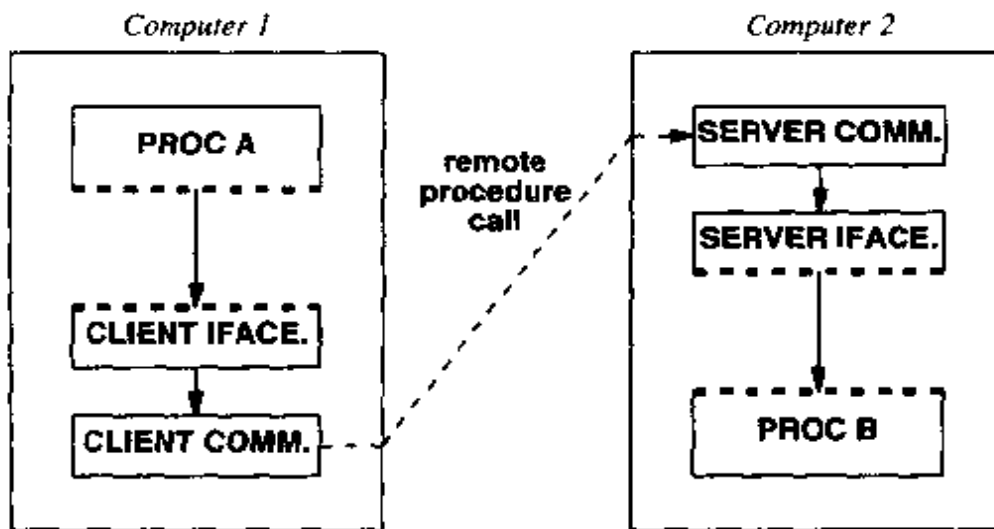 Computer 1
PROC A
CLIENT IFACE.
CLIENT COMM.
remote
procedure
call
Computer 2
SERVER COMM.
SERVER IFACE.
PROC B